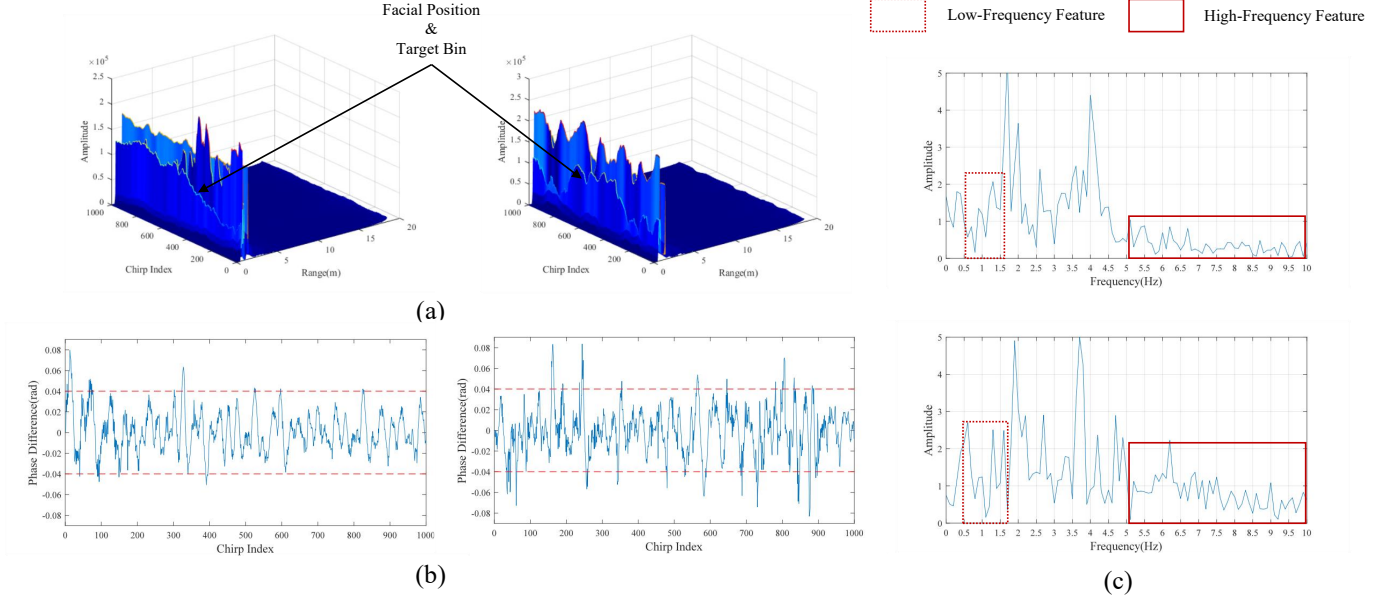 Facial Position
&
Target Bin
Low-Frequency Feature
High-Frequency Feature
×10⁵
2.5
2
1.5
1
0.5
0
Amplitude
1000
800
600
400
200
0
Chirp Index
0
5
10
15
20
Range(m)
×10⁵
3
2.5
2
1.5
1
0.5
0
Amplitude
1000
800
600
400
200
0
Chirp Index
0
5
10
15
20
Range(m)
(a)
5
4
3
2
1
0
Amplitude
0 0.5 1 1.5 2 2.5 3 3.5 4 4.5 5 5.5 6 6.5 7 7.5 8 8.5 9 9.5 10
Frequency(Hz)
0.08
0.06
0.04
0.02
0
-0.02
-0.04
-0.06
-0.08
Phase Difference(rad)
0 100 200 300 400 500 600 700 800 900 1000
Chirp Index
0.08
0.06
0.04
0.02
0
-0.02
-0.04
-0.06
-0.08
Phase Difference(rad)
0 100 200 300 400 500 600 700 800 900 1000
Chirp Index
(b)
5
4
3
2
1
0
Amplitude
0 0.5 1 1.5 2 2.5 3 3.5 4 4.5 5 5.5 6 6.5 7 7.5 8 8.5 9 9.5 10
Frequency(Hz)
(c)